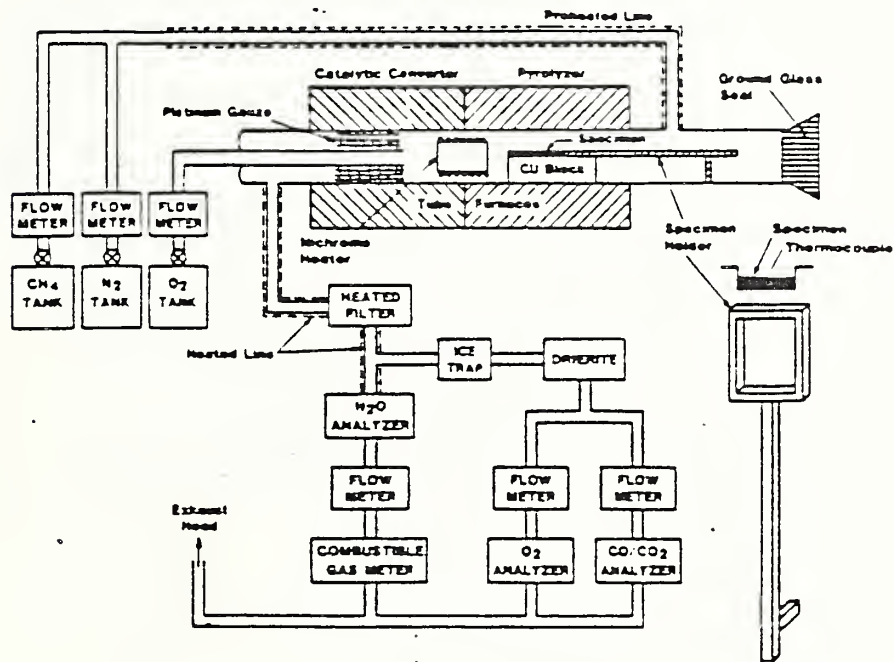 Preheated Line
Catalytic Converter
Pyrolyzer
Ground Glass
Seal
Platinum Gauze
Specimen
CU Block
FLOW
METER
FLOW
METER
FLOW
METER
Tube
Furnaces
Nichrome
Heater
Specimen
Holder
Specimen
Thermocouple
CH4
TANK
N2
TANK
O2
TANK
HEATED
FILTER
Heated Line
ICE
TRAP
DRIERITE
H2O
ANALYZER
FLOW
METER
FLOW
METER
FLOW
METER
Exhaust
Hood
COMBUSTIBLE
GAS METER
O2
ANALYZER
CO/CO2
ANALYZER